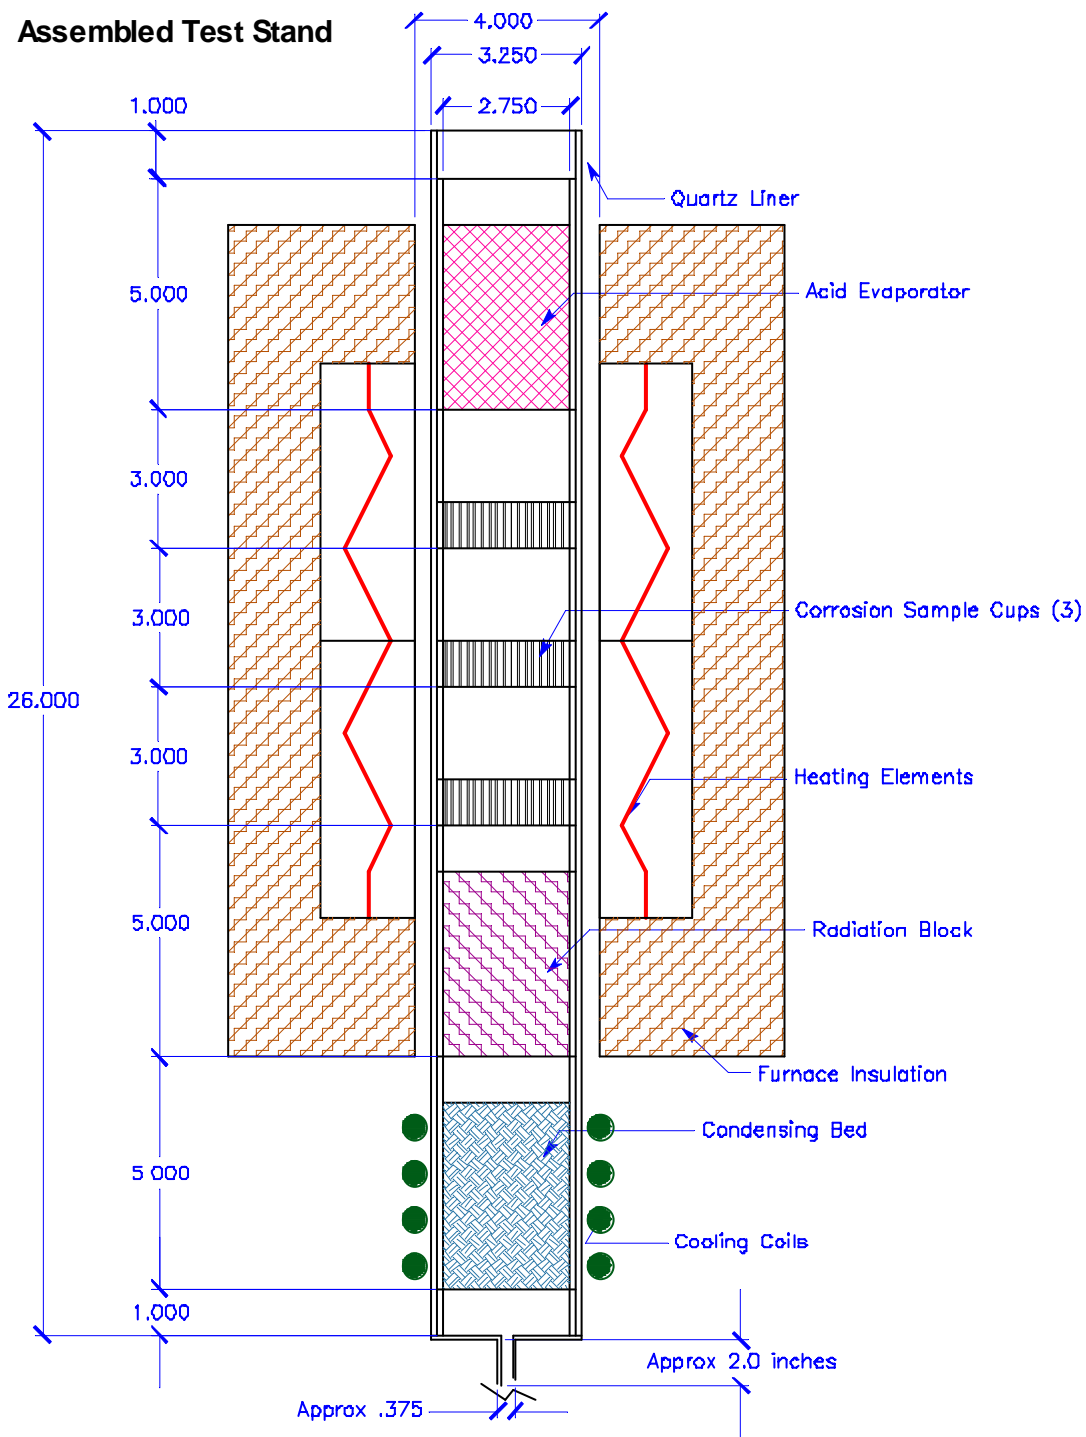 Assembled Test Stand
4.000
3.250
2.750
1.000
Quartz Liner
5.000
Acid Evaporator
3.000
3.000
Corrosion Sample Cups (3)
26.000
3.000
Heating Elements
5.000
Radiation Block
Furnace Insulation
Condensing Bed
5.000
Cooling Coils
1.000
Approx 2.0 inches
Approx .375